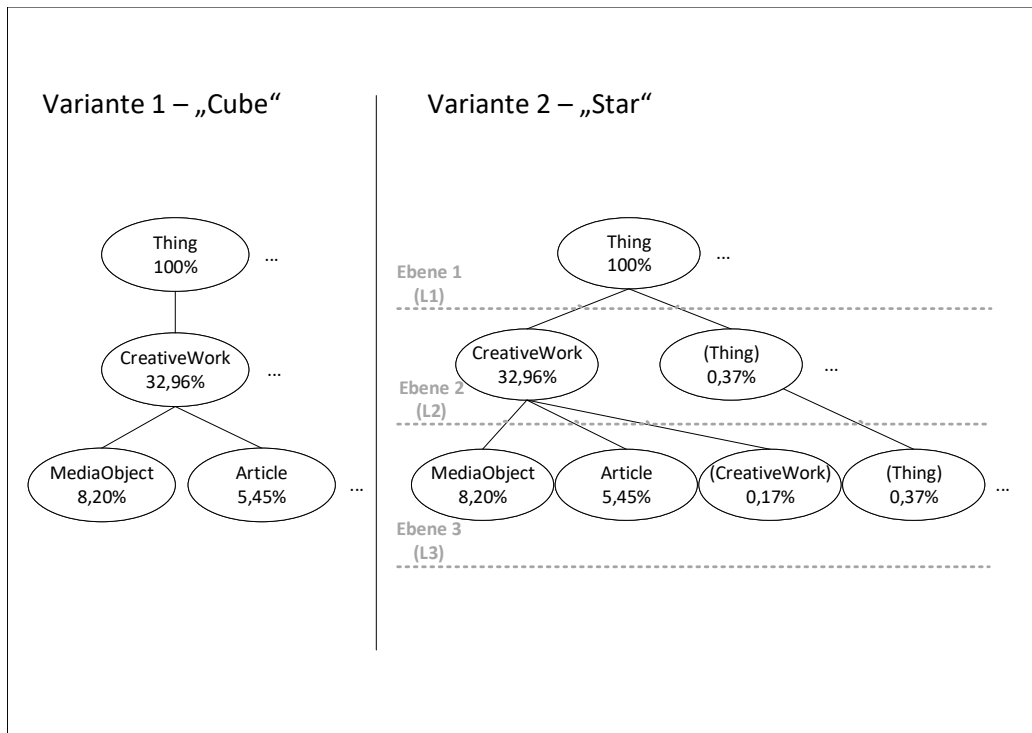 Variante 1 – „Cube“
Thing
100%
...
CreativeWork
32,96%
...
MediaObject
8,20%
Article
5,45%
...
Variante 2 – „Star“
Thing
100%
...
Ebene 1
(L1)
CreativeWork
32,96%
(Thing)
0,37%
...
Ebene 2
(L2)
MediaObject
8,20%
Article
5,45%
(CreativeWork)
0,17%
(Thing)
0,37%
...
Ebene 3
(L3)